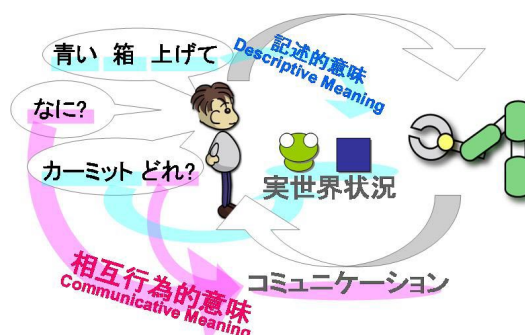 青い 箱 上げて
記述的意味
Descriptive Meaning
なに?
カーミット どれ?
実世界状況
コミュニケーション
相互行為的意味
Communicative Meaning